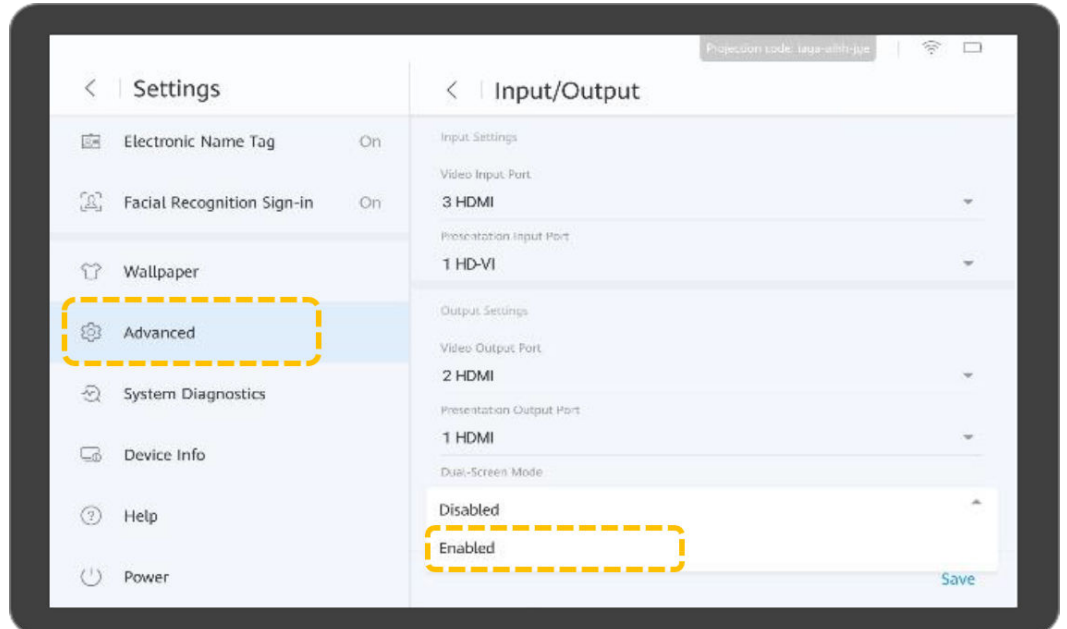 Projection code:
Settings
Input/Output
Electronic Name Tag On
Input Settings
Video Input Port
Facial Recognition Sign-in On
3 HDMI
Presentation Input Port
Wallpaper
1 HD-VI
Output Settings
Advanced
Video Output Port
2 HDMI
System Diagnostics
Presentation Output Port
1 HDMI
Device Info
Dual-Screen Mode
Help
Disabled
Enabled
Power
Save